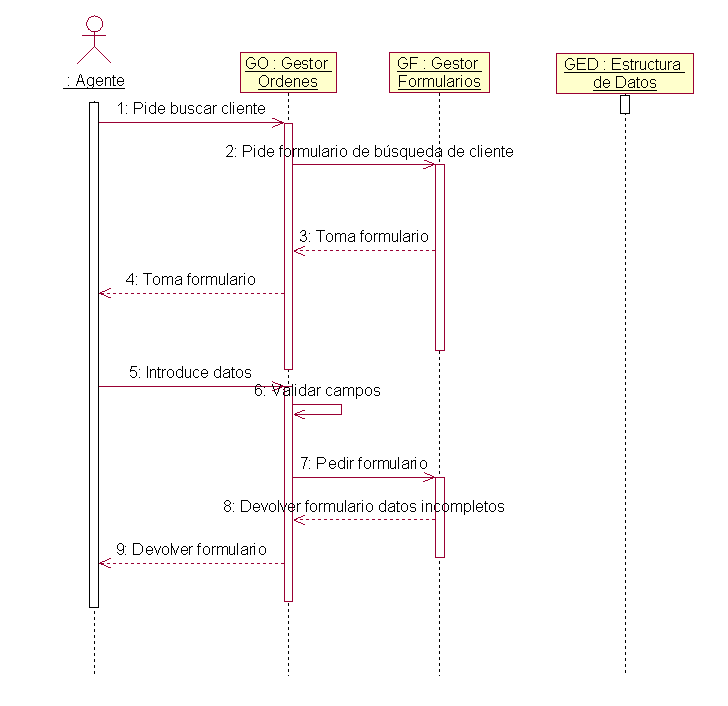 : Agente
GO : Gestor
Ordenes
GF : Gestor
Formularios
GED : Estructura
de Datos
1: Pide buscar cliente
2: Pide formulario de búsqueda de cliente
3: Toma formulario
4: Toma formulario
5: Introduce datos
6: Validar campos
7: Pedir formulario
8: Devolver formulario datos incompletos
9: Devolver formulario